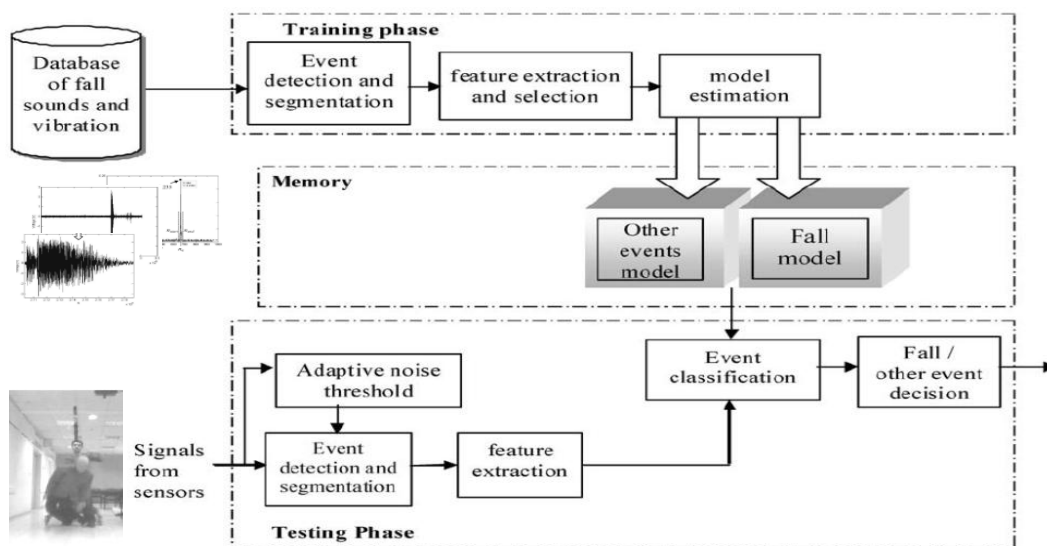 Training phase
Database
of fall
sounds and
vibration
Event
detection and
segmentation
feature extraction
and selection
model
estimation
Memory
Other
events
model
Fall
model
Adaptive noise
threshold
Event
classification
Fall /
other event
decision
Signals
from
sensors
Event
detection and
segmentation
feature
extraction
Testing Phase